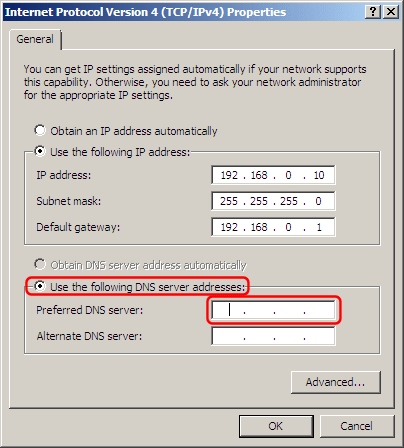 Internet Protocol Version 4 (TCP/IPv4) Properties
General
You can get IP settings assigned automatically if your network supports
this capability. Otherwise, you need to ask your network administrator
for the appropriate IP settings.
Obtain an IP address automatically
Use the following IP address:
IP address: 192 . 168 . 0 . 10
Subnet mask: 255 . 255 . 255 . 0
Default gateway: 192 . 168 . 0 . 1
Obtain DNS server address automatically
Use the following DNS server addresses:
Preferred DNS server: . . .
Alternate DNS server: . . .
Advanced...
OK Cancel